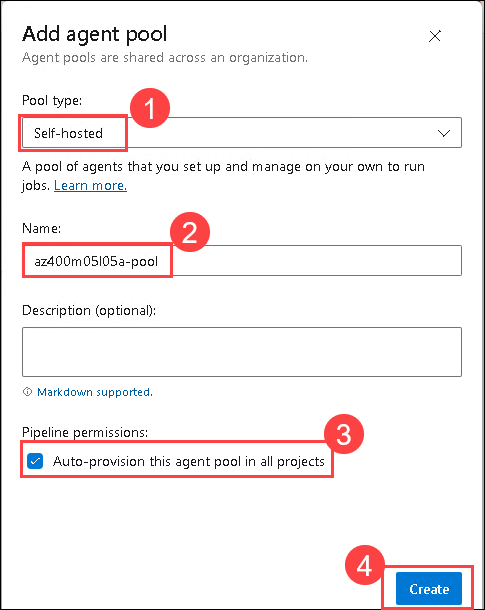 Add agent pool
Agent pools are shared across an organization.
Pool type:
1
Self-hosted
A pool of agents that you set up and manage on your own to run
jobs. Learn more.
Name:
2
az400m05l05a-pool
Description (optional):
Markdown supported.
Pipeline permissions:
3
Auto-provision this agent pool in all projects
4
Create